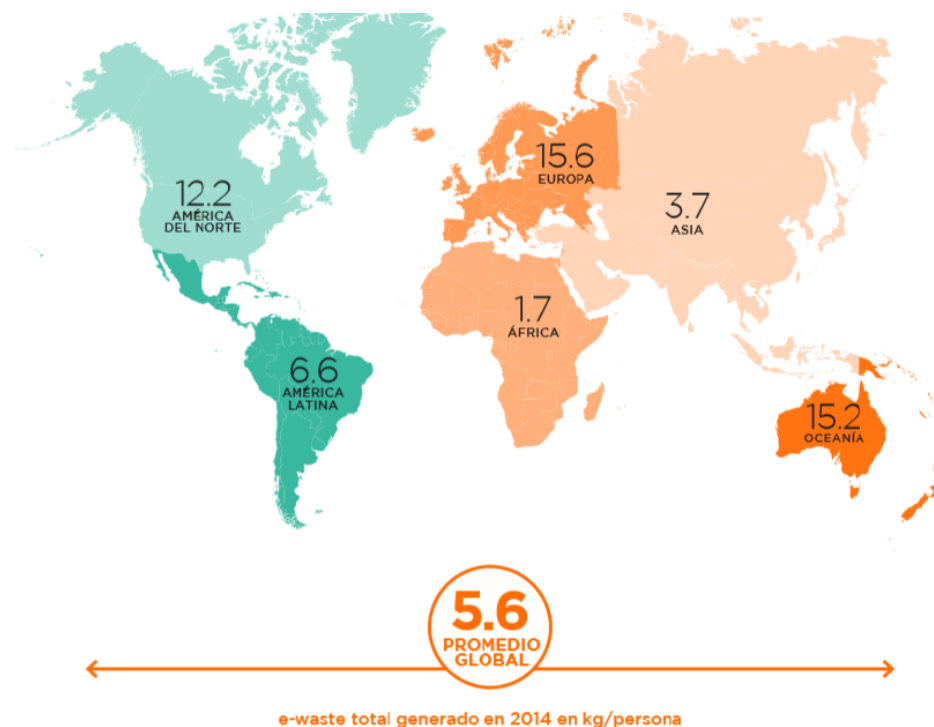 12.2
AMÉRICA
DEL NORTE
15.6
EUROPA
3.7
ASIA
1.7
ÁFRICA
6.6
AMÉRICA
LATINA
15.2
OCEANÍA
5.6
PROMEDIO
GLOBAL
e-waste total generado en 2014 en kg/persona